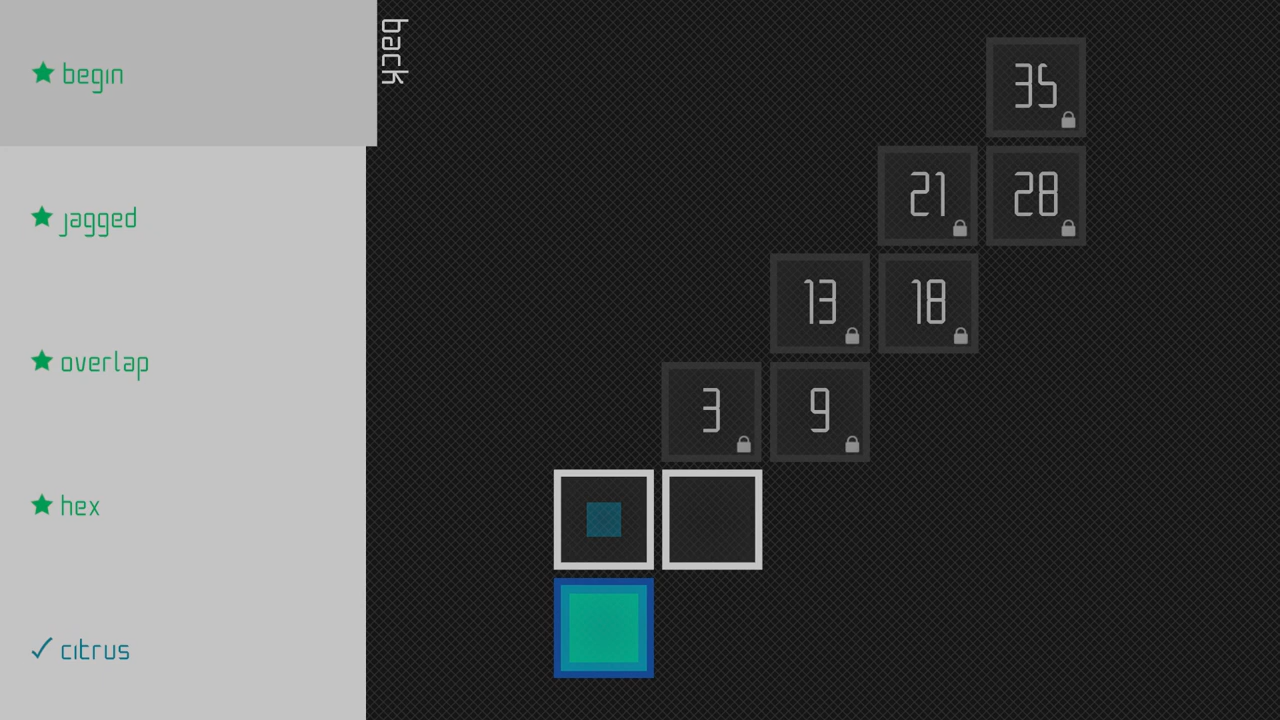 begin
jagged
overlap
hex
citrus
back
35
21 28
13 18
3 9